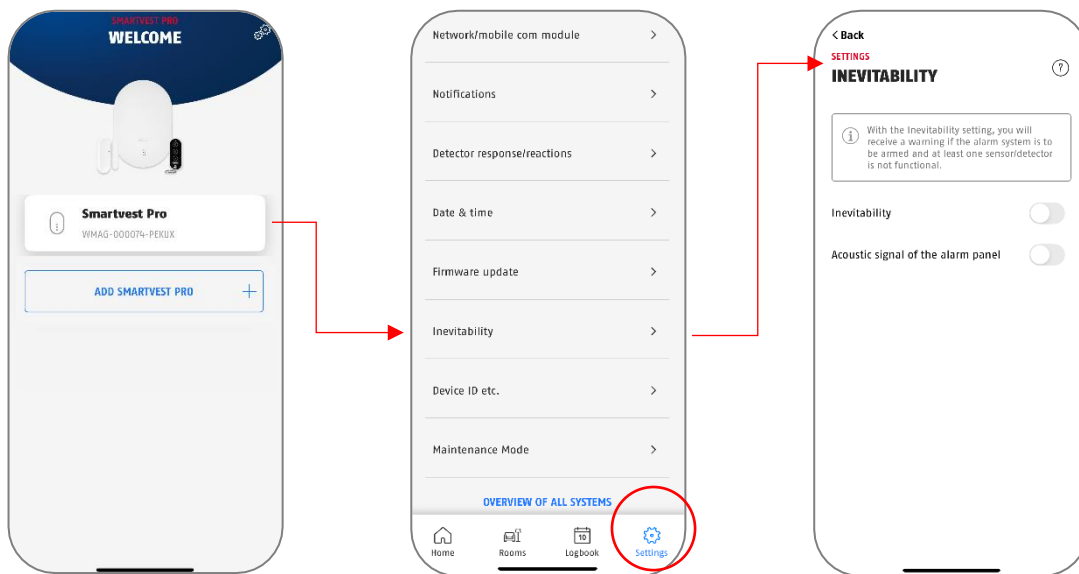 SMARTVEST PRO
WELCOME
Smartvest Pro
WMAG-000074-PEKUX
ADD SMARTVEST PRO
Network/mobile com module
Notifications
Detector response/reactions
Date & time
Firmware update
Inevitability
Device ID etc.
Maintenance Mode
OVERVIEW OF ALL SYSTEMS
10
Home
Rooms
Logbook
Settings
< Back
SETTINGS
INEVITABILITY
?
i
With the Inevitability setting, you will
receive a warning if the alarm system is to
be armed and at least one sensor/detector
is not functional.
Inevitability
Acoustic signal of the alarm panel